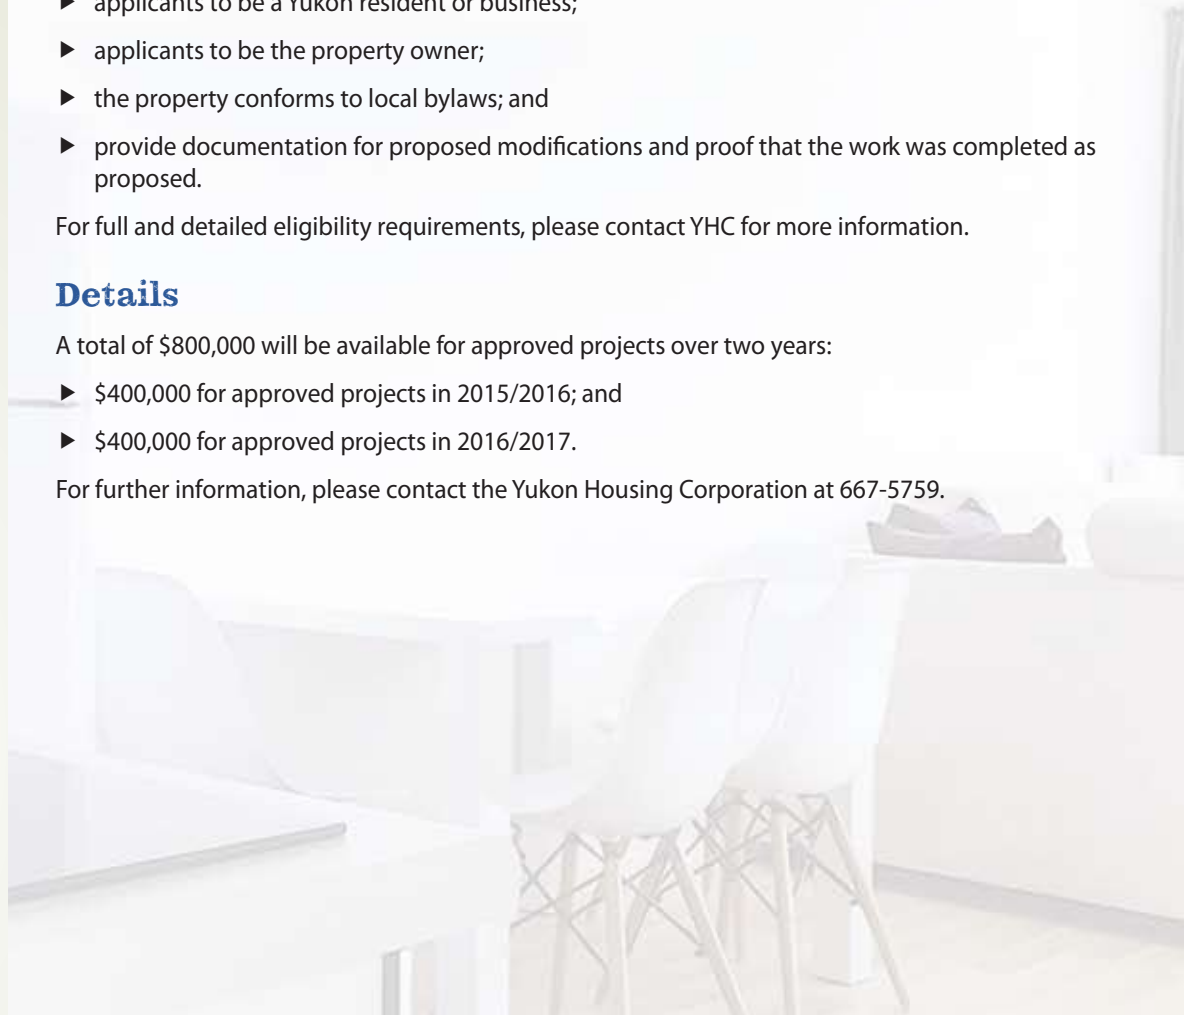 ▶ applicants to be a Yukon resident or business;
▶ applicants to be the property owner;
▶ the property conforms to local bylaws; and
▶ provide documentation for proposed modifications and proof that the work was completed as
proposed.
For full and detailed eligibility requirements, please contact YHC for more information.
Details
A total of $800,000 will be available for approved projects over two years:
▶ $400,000 for approved projects in 2015/2016; and
▶ $400,000 for approved projects in 2016/2017.
For further information, please contact the Yukon Housing Corporation at 667-5759.